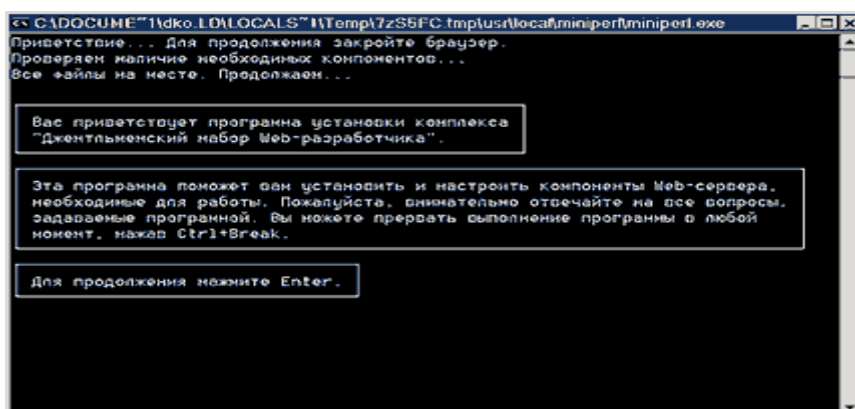 C:\DOCUME~1\dko.LD\LOCALS~1\Temp\7zS5FC.tmp\usr\local\miniperl\miniperl.exe
Приветствие... Для продолжения закройте браузер.
Проверяем наличие необходимых компонентов...
Все файлы на месте. Продолжаем...
Вас приветствует программа установки комплекса
"Джентльменский набор Web-разработчика".
Эта программа поможет вам установить и настроить компоненты Web-сервера,
необходимые для работы. Пожалуйста, внимательно отвечайте на все вопросы,
задаваемые программой. Вы можете прервать выполнение программы в любой
момент, нажав Ctrl+Break.
Для продолжения нажмите Enter.